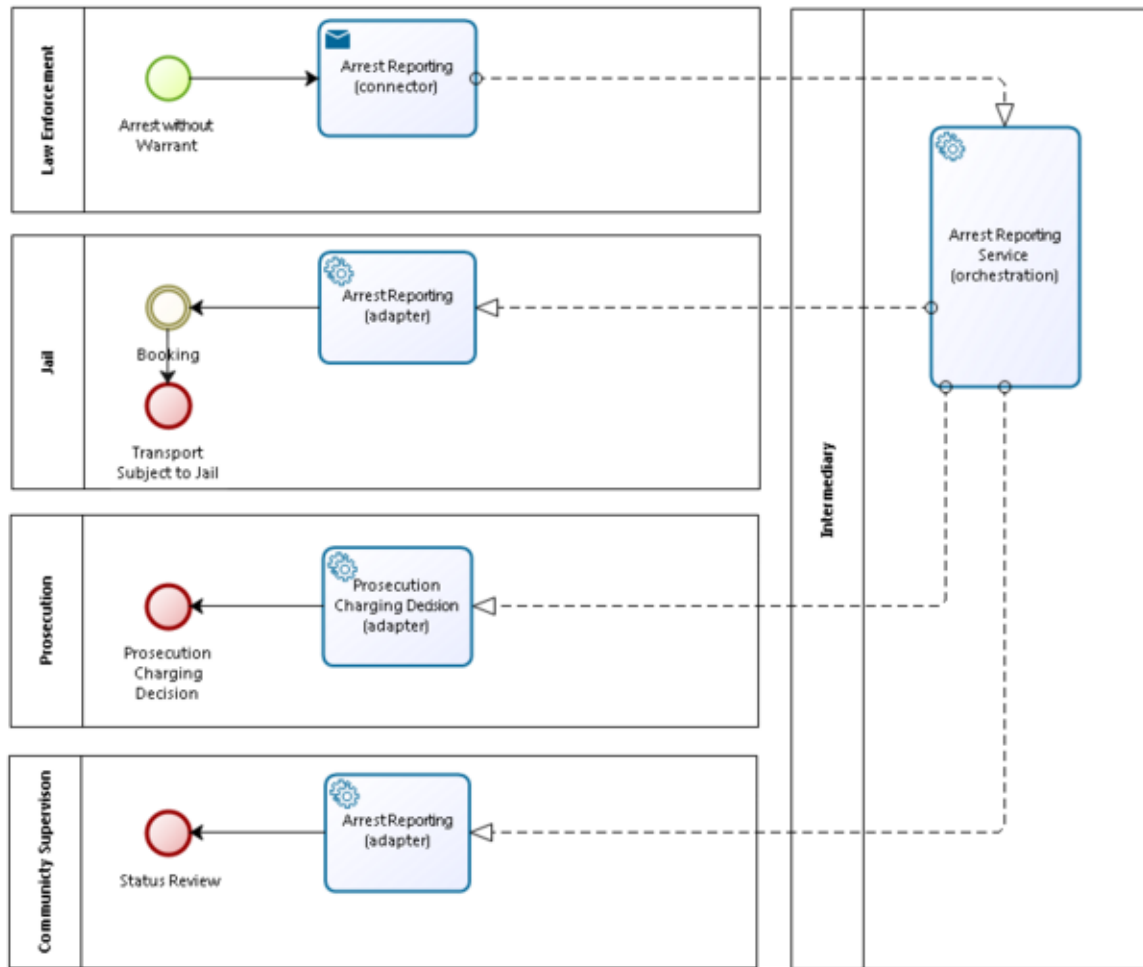 Law Enforcement
Arrest without
Warrant
Arrest Reporting
(connector)
Jail
Booking
Transport
Subject to Jail
Arrest Reporting
(adapter)
Prosecution
Prosecution
Charging
Decision
Prosecution
Charging Decision
(adapter)
Communicty Supervison
Status Review
Arrest Reporting
(adapter)
Intermediary
Arrest Reporting
Service
(orchestration)